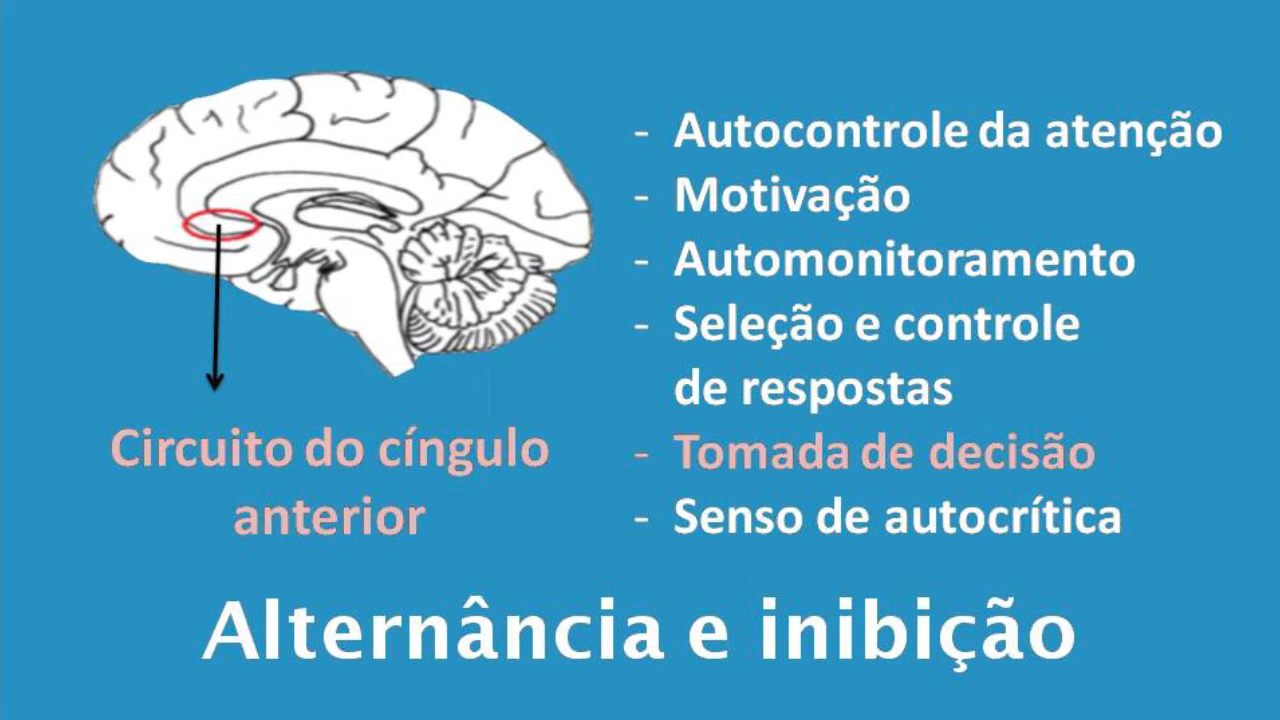 - Autocontrole da atenção
- Motivação
- Automonitoramento
- Seleção e controle
de respostas
- Tomada de decisão
- Senso de autocrítica
Circuito do cíngulo
anterior
Alternância e inibição